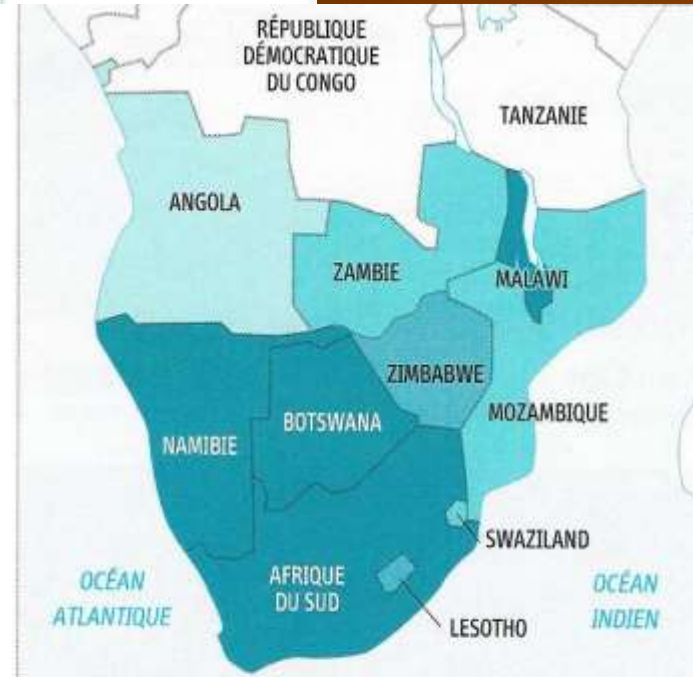 RÉPUBLIQUE
DÉMOCRATIQUE
DU CONGO
TANZANIE
ANGOLA
ZAMBIE
MALAWI
ZIMBABWE
MOZAMBIQUE
BOTSWANA
NAMIBIE
SWAZILAND
AFRIQUE
DU SUD
OCÉAN
ATLANTIQUE
OCÉAN
INDIEN
LESOTHO